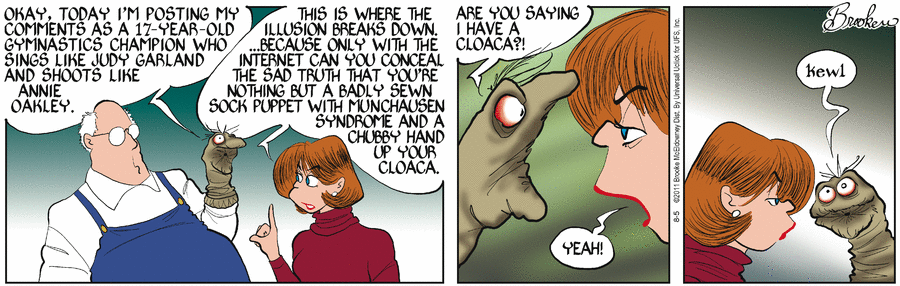 OKAY, TODAY I'M POSTING MY
COMMENTS AS A 17-YEAR-OLD
GYMNASTICS CHAMPION WHO
SINGS LIKE JUDY GARLAND
AND SHOOTS LIKE
ANNIE
OAKLEY.
THIS IS WHERE THE
ILLUSION BREAKS DOWN.
...BECAUSE ONLY WITH THE
INTERNET CAN YOU CONCEAL
THE SAD TRUTH THAT YOU'RE
NOTHING BUT A BADLY SEWN
SOCK PUPPET WITH MUNCHAUSEN
SYNDROME AND A
CHUBBY HAND
UP YOUR
CLOACA.
ARE YOU SAYING
I HAVE A
CLOACA?!
YEAH!
8-5 ©2011 Brooke McEldowney Dist. By Universal Uclick for UFS, Inc.
Brooke
kewl